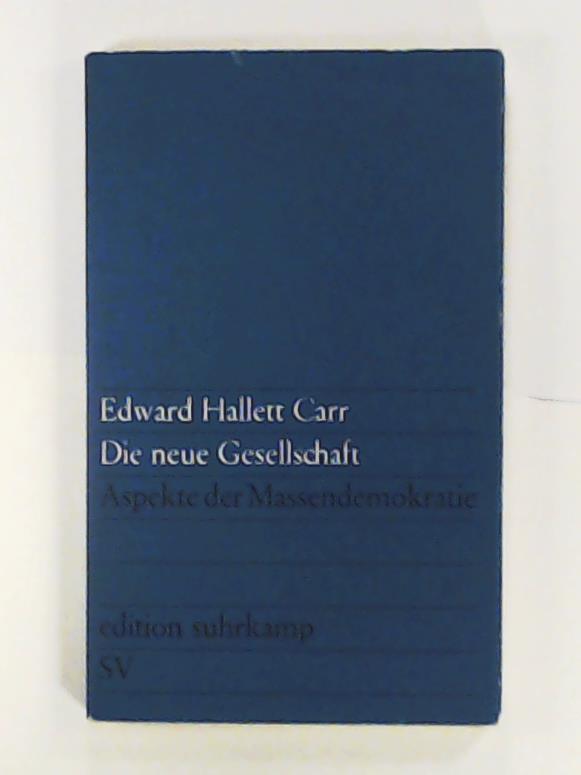 Edward Hallett Carr
Die neue Gesellschaft
Aspekte der Massendemokratie
edition suhrkamp
SV